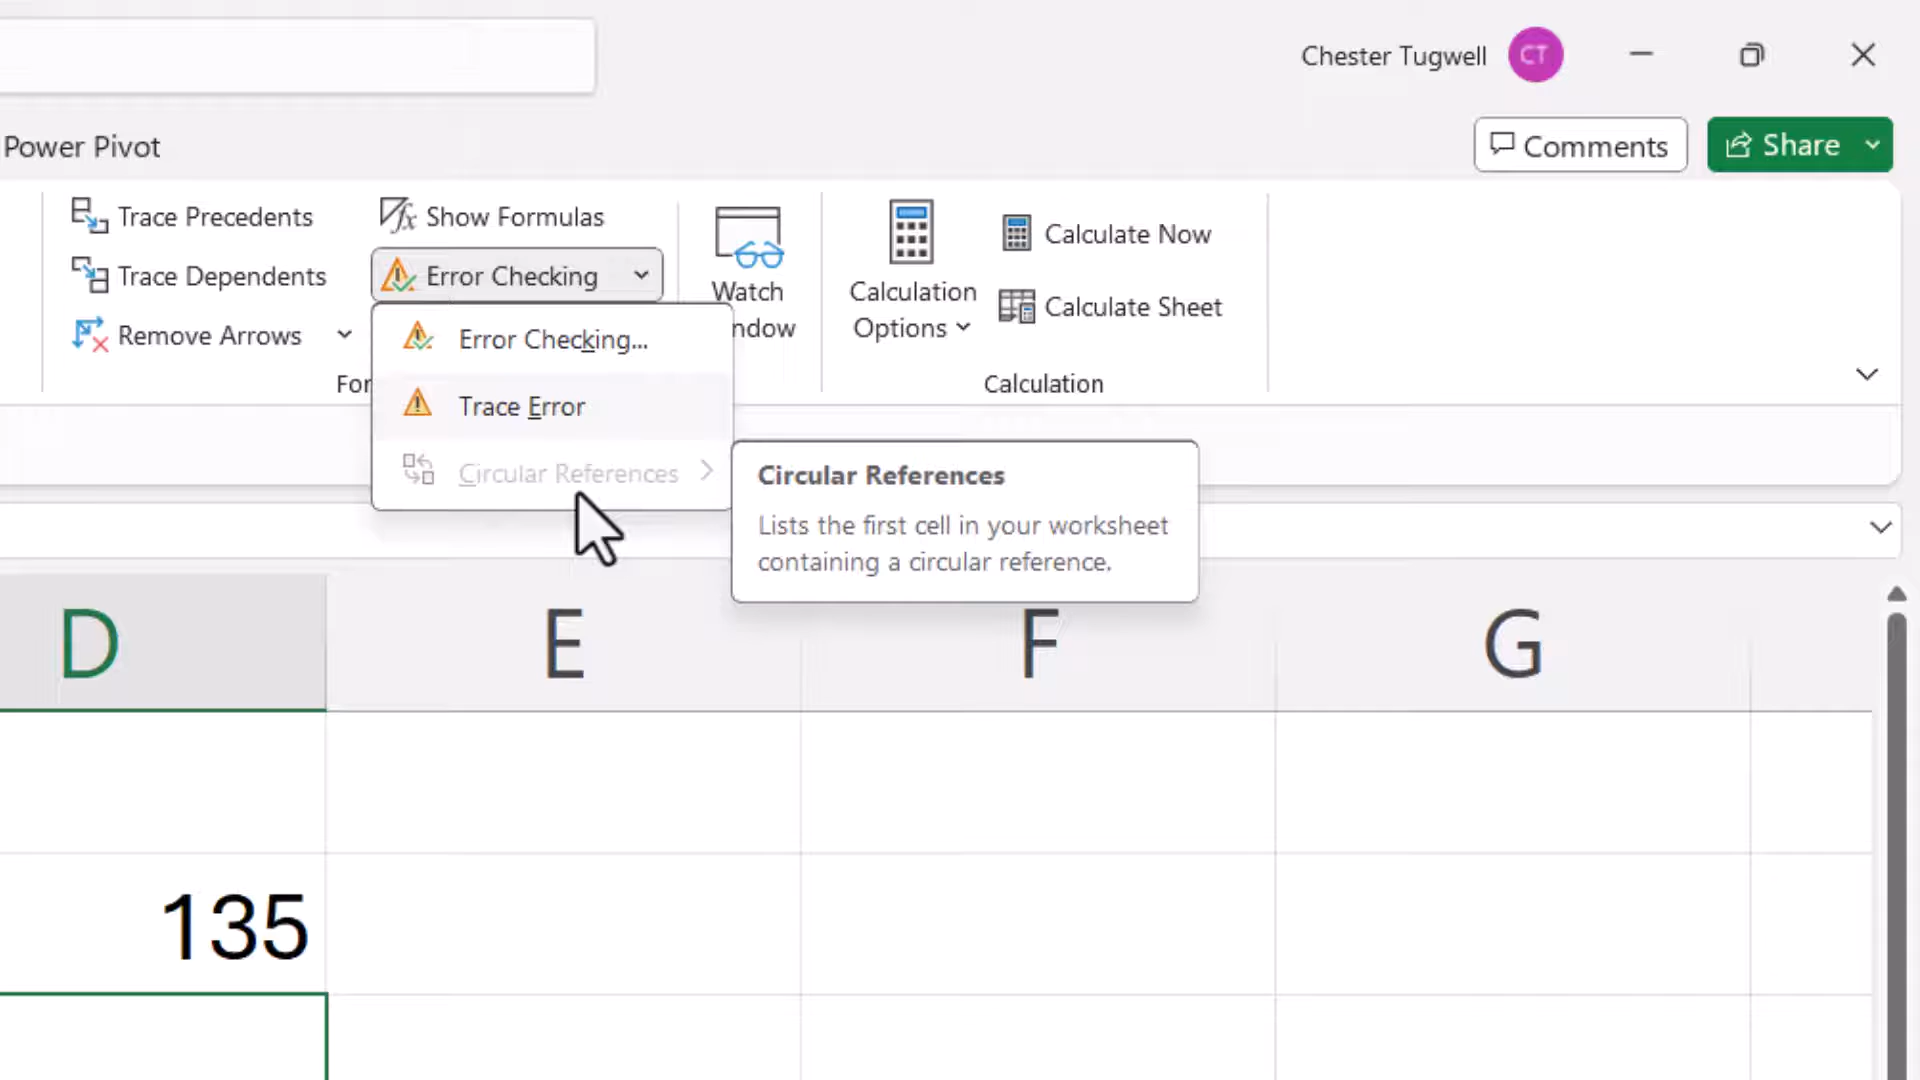 Chester Tugwell CT
Power Pivot
Comments
Share
Trace Precedents
Show Formulas
Trace Dependents
Error Checking
Remove Arrows
For
Error Checking...
Trace Error
Circular References
Watch
ndow
Calculation
Options
Calculate Now
Calculate Sheet
Calculation
Circular References
Lists the first cell in your worksheet
containing a circular reference.
D E F G
135